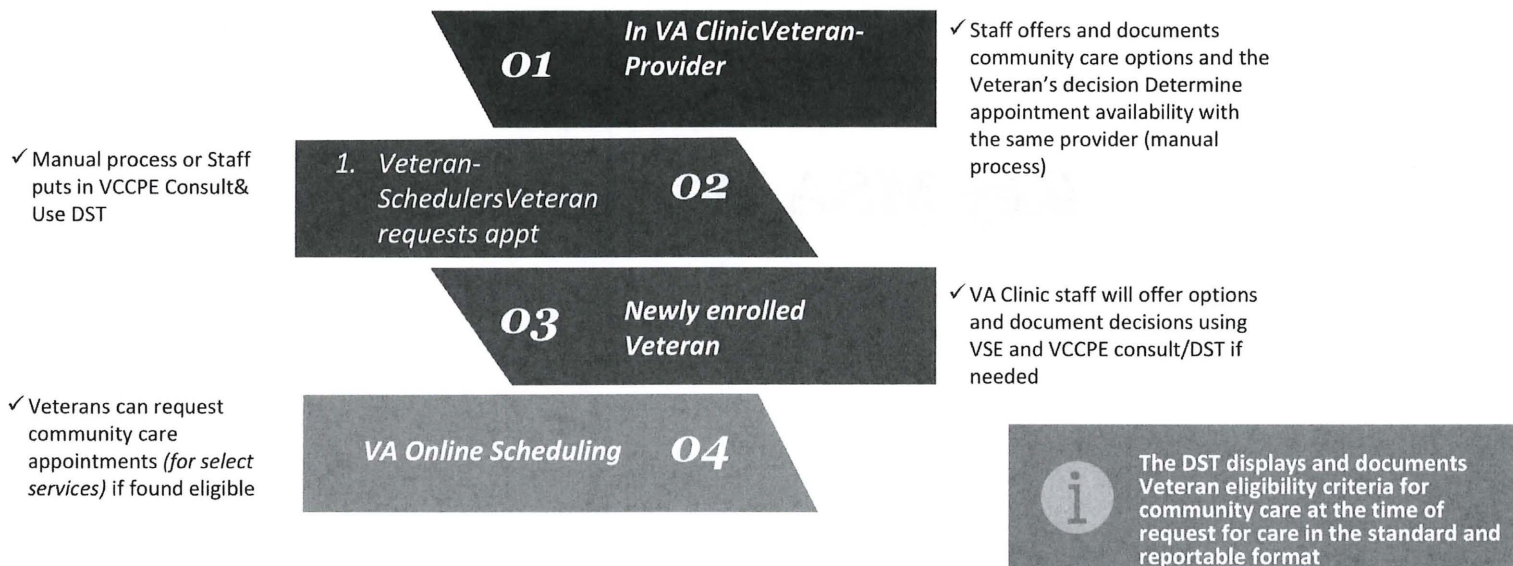 01
In VA ClinicVeteran-
Provider
✓ Staff offers and documents
community care options and the
Veteran's decision Determine
appointment availability with
the same provider (manual
process)
✓ Manual process or Staff
puts in VCCPE Consult&
Use DST
1. Veteran-
SchedulersVeteran
requests appt
02
03
Newly enrolled
Veteran
✓ VA Clinic staff will offer options
and document decisions using
VSE and VCCPE consult/DST if
needed
✓ Veterans can request
community care
appointments (for select
services) if found eligible
VA Online Scheduling
04
i
The DST displays and documents
Veteran eligibility criteria for
community care at the time of
request for care in the standard and
reportable format